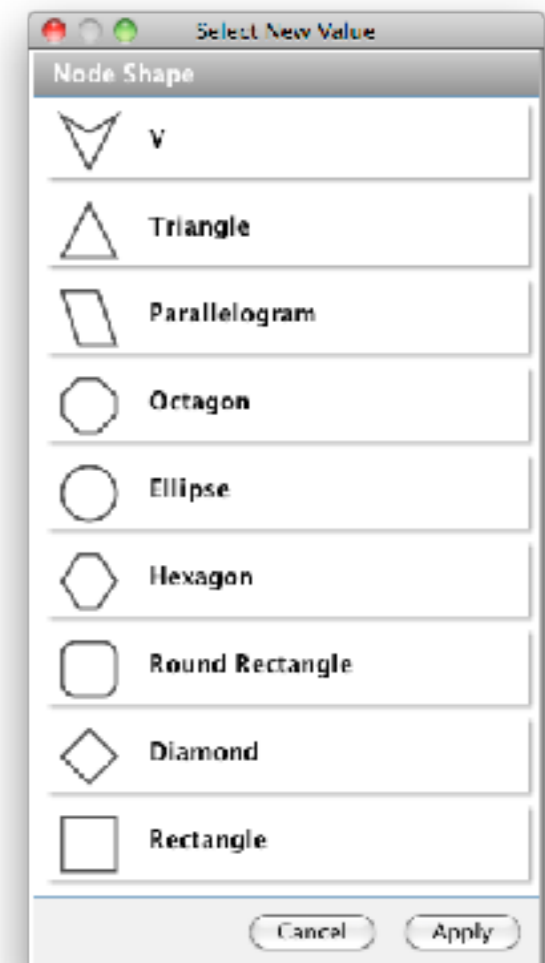 Select New Value
Node Shape
V
Triangle
Parallelogram
Octagon
Ellipse
Hexagon
Round Rectangle
Diamond
Rectangle
Cancel Apply